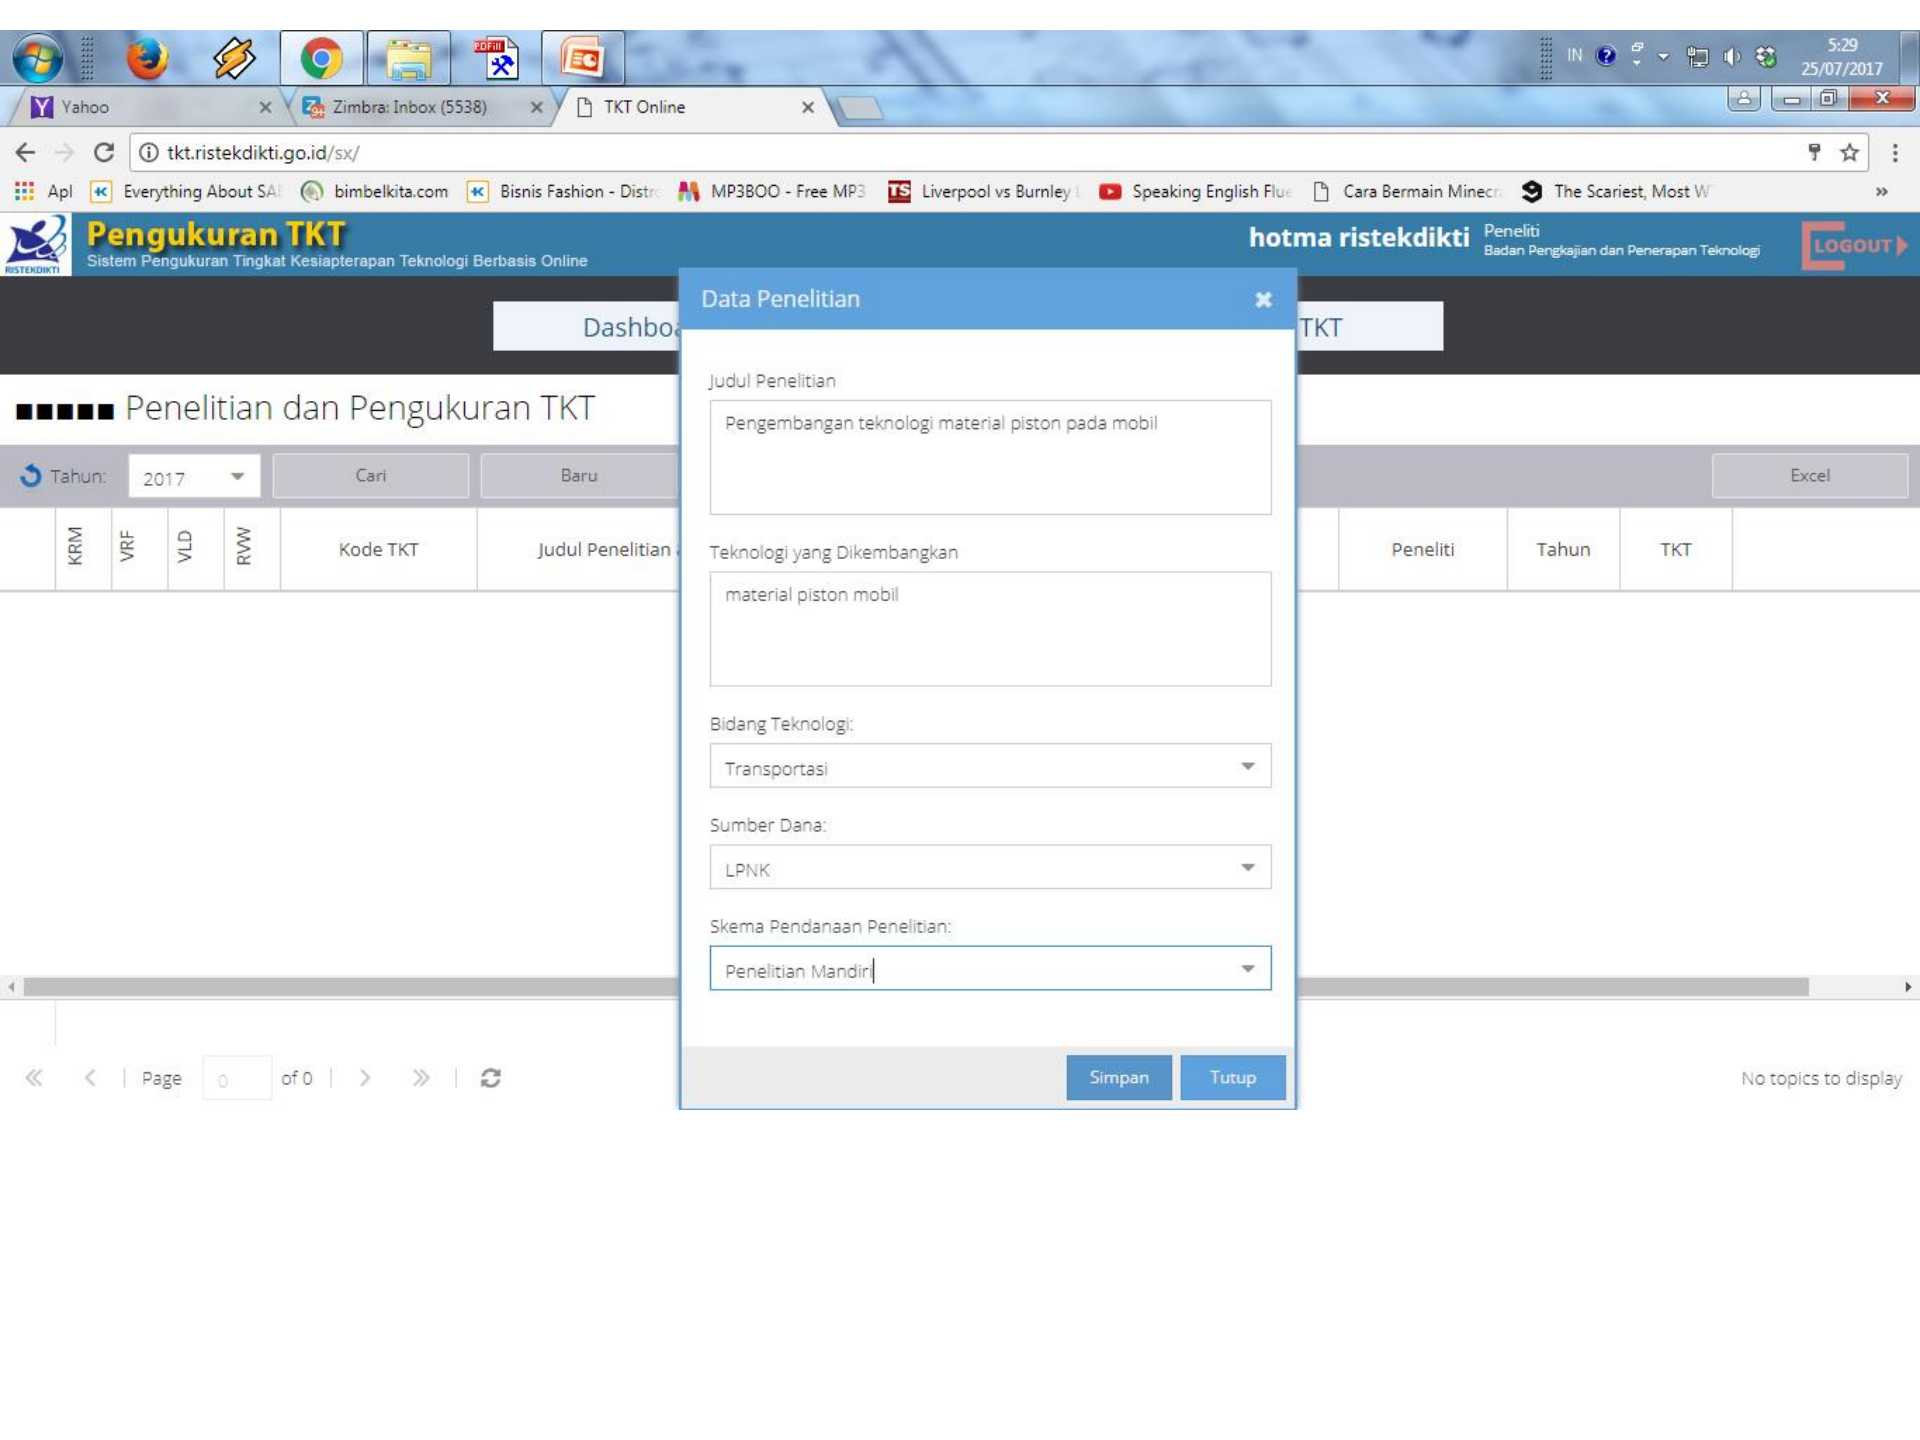 PDFill
IN
5:29
25/07/2017
Yahoo
Zimbra: Inbox (5538)
TKT Online
tkt.ristekdikti.go.id/sx/
Apl
Everything About SA
bimbelkita.com
Bisnis Fashion - Distr
MP3BOO - Free MP3
TS
Liverpool vs Burnley
Speaking English Flue
Cara Bermain Minecr
The Scariest, Most W
RISTEKDIKTI
Pengukuran TKT
Sistem Pengukuran Tingkat Kesiapterapan Teknologi Berbasis Online
hotma ristekdikti
Peneliti
Badan Pengkajian dan Penerapan Teknologi
LOGOUT
Dashboa
TKT
Data Penelitian
Penelitian dan Pengukuran TKT
Tahun:
2017
Cari
Baru
Excel
KRM
VRF
VLD
RVW
Kode TKT
Judul Penelitian
Peneliti
Tahun
TKT
Judul Penelitian
Pengembangan teknologi material piston pada mobil
Teknologi yang Dikembangkan
material piston mobil
Bidang Teknologi:
Transportasi
Sumber Dana:
LPNK
Skema Pendanaan Penelitian:
Penelitian Mandiri
Simpan
Tutup
Page
0
of 0
No topics to display